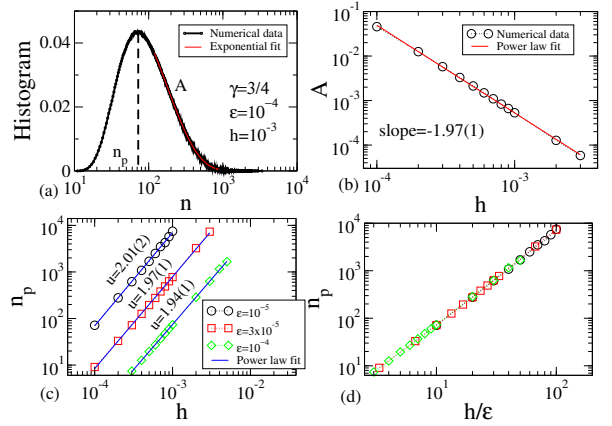 Numerical data
Exponential fit
0.04
0.02
0
Histogram
A
γ=3/4
ε=10^-4
h=10^-3
n_p
(a)
10^1
10^2
10^3
10^4
n
Numerical data
Power law fit
10^-1
10^-2
10^-3
10^-4
A
slope=-1.97(1)
(b)
10^-4
10^-3
h
10^4
10^3
10^2
10^1
n_p
u=2.01(2)
u=1.97(1)
u=1.94(1)
ε=10^-5
ε=3x10^-5
ε=10^-4
Power law fit
(c)
10^-4
10^-3
10^-2
h
10^4
10^3
10^2
10^1
n_p
(d)
10^1
10^2
h/ε